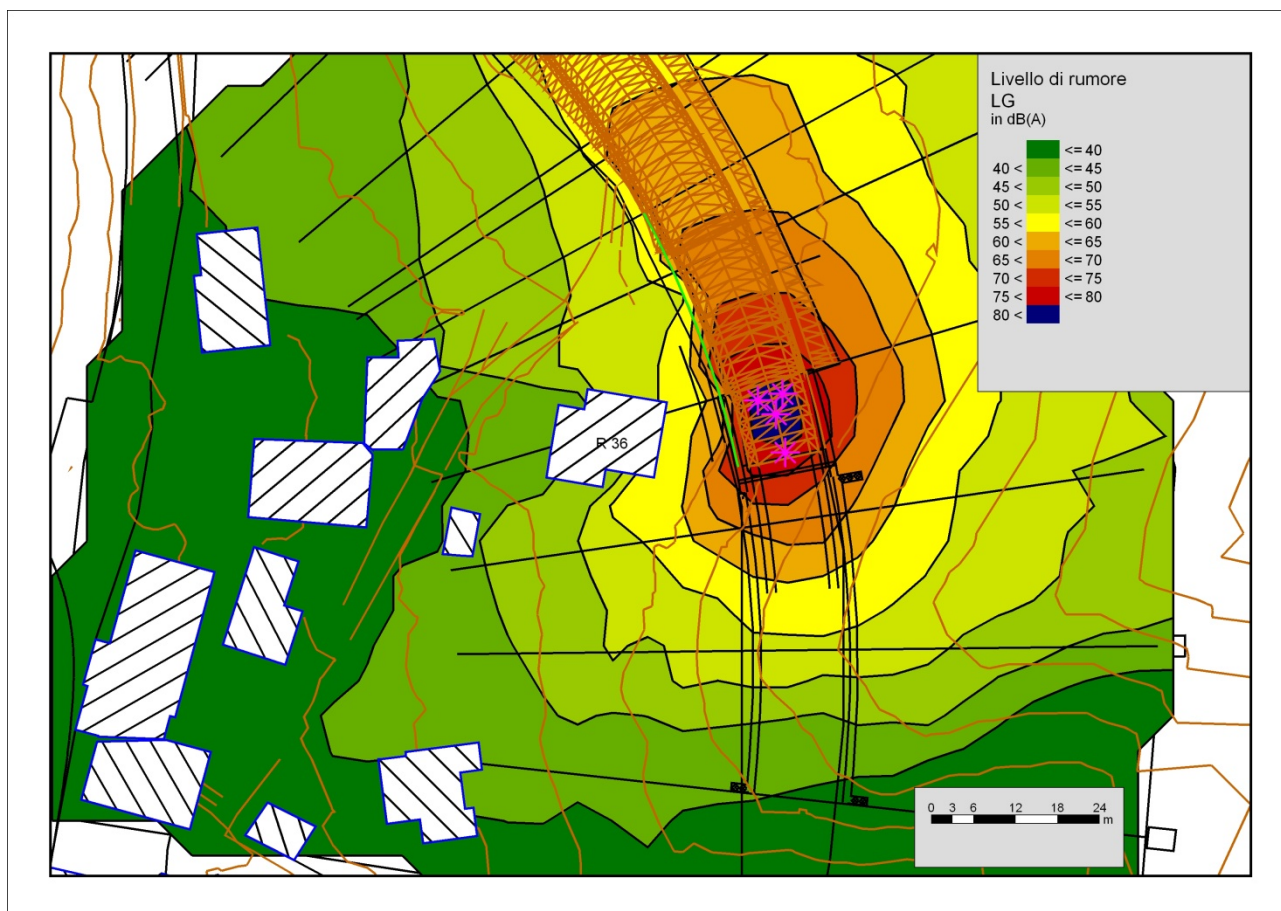 Livello di rumore
LG
in dB(A)
<= 40
40 < <= 45
45 < <= 50
50 < <= 55
55 < <= 60
60 < <= 65
65 < <= 70
70 < <= 75
75 < <= 80
80 <
R 36
0 3 6 12 18 24
m